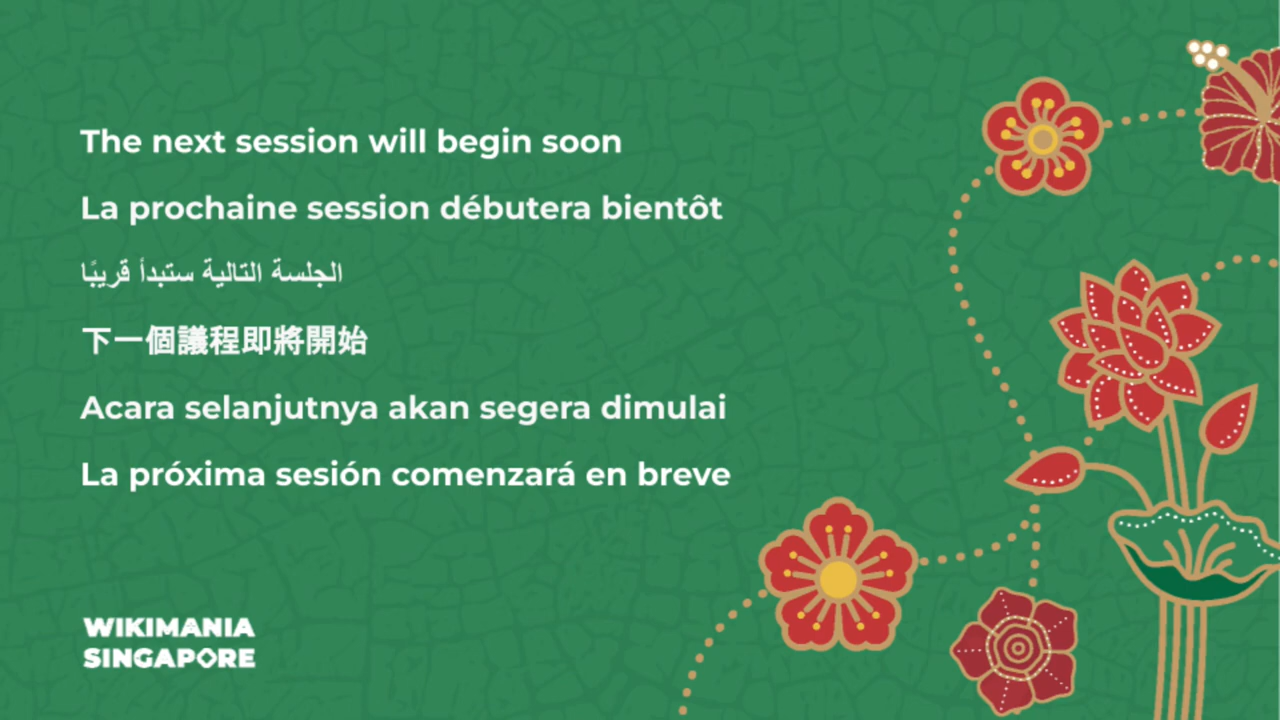 The next session will begin soon
La prochaine session débutera bientôt
الجلسة التالية ستبدأ قريبًا
下一個議程即將開始
Acara selanjutnya akan segera dimulai
La próxima sesión comenzará en breve
WIKIMANIA
SINGAPORE